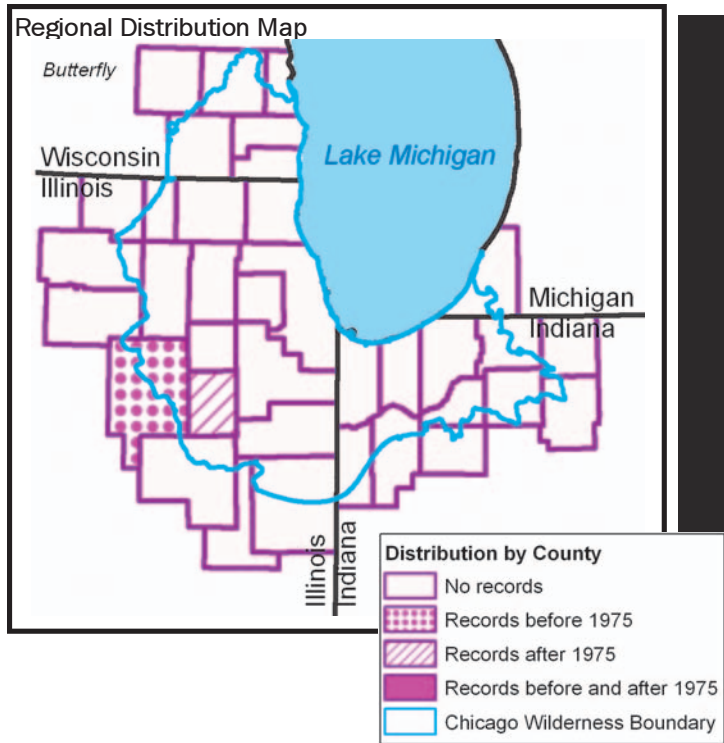 Regional Distribution Map
Butterfly
Lake Michigan
Wisconsin
Illinois
Michigan
Indiana
Illinois
Indiana
Distribution by County
No records
Records before 1975
Records after 1975
Records before and after 1975
Chicago Wilderness Boundary